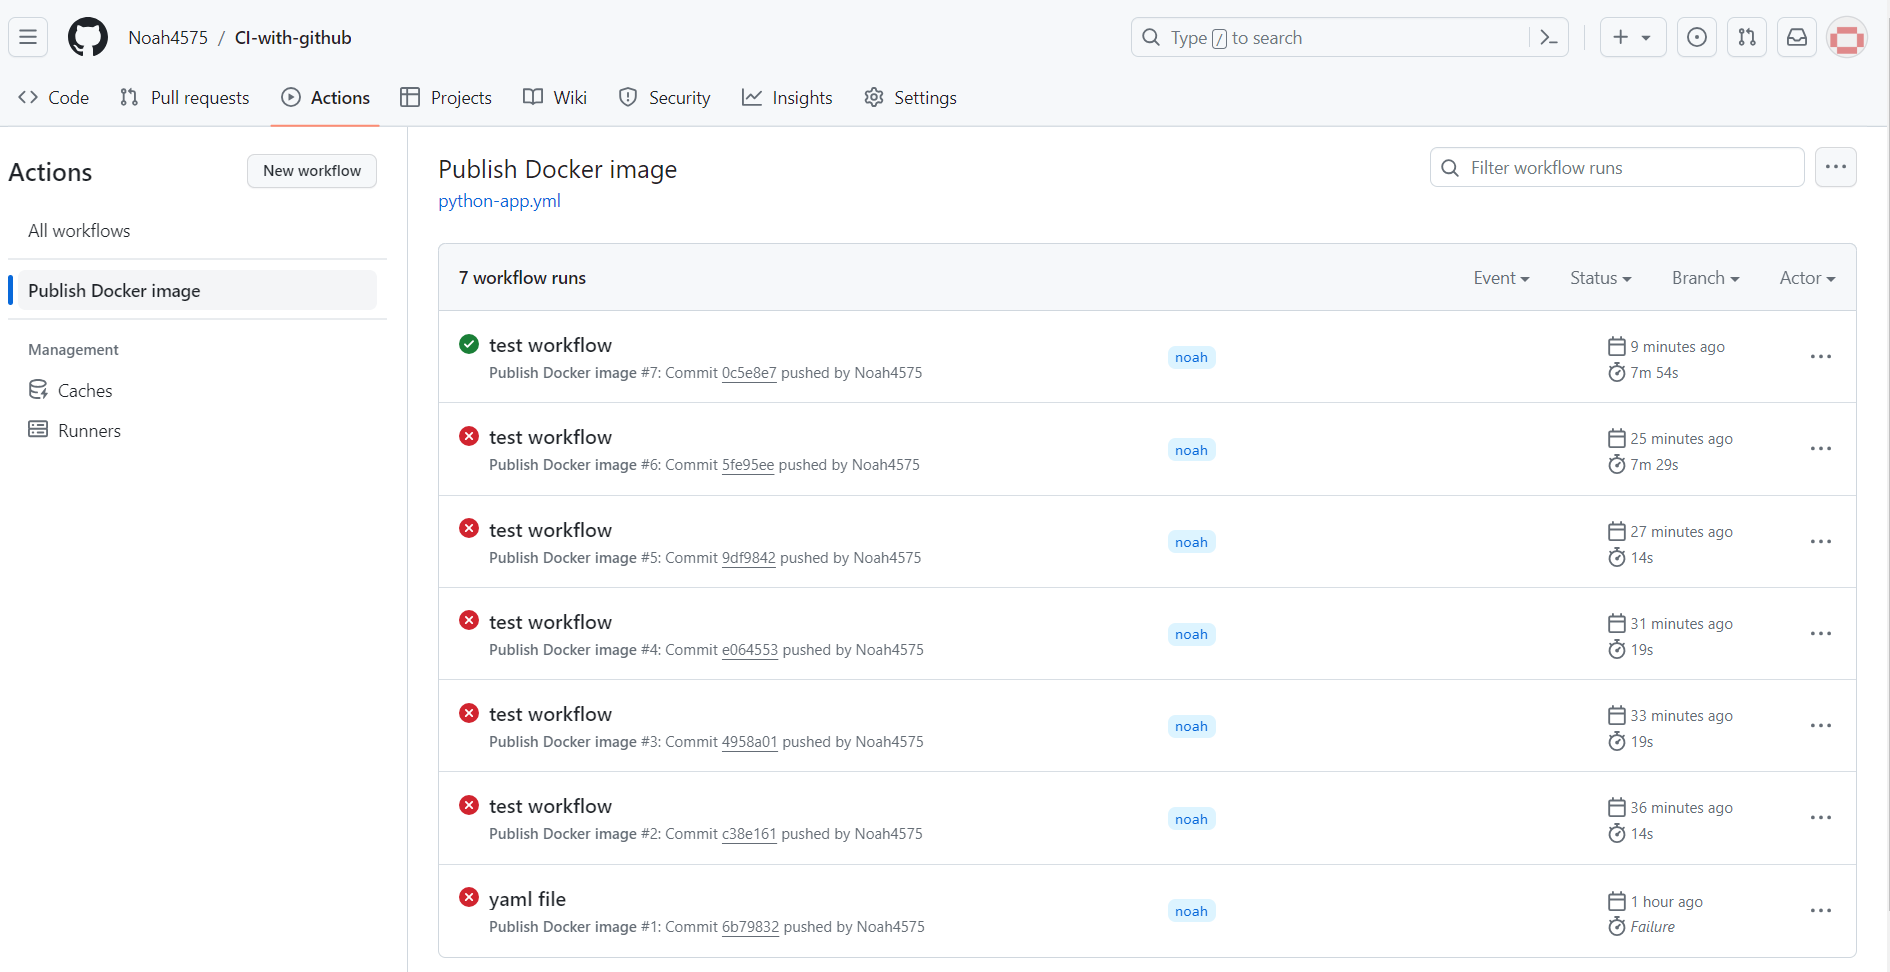 Noah4575 / CI-with-github
Type / to search
Code Pull requests Actions Projects Wiki Security Insights Settings
Actions
New workflow
All workflows
Publish Docker image
Management
Caches
Runners
Publish Docker image
python-app.yml
Filter workflow runs
7 workflow runs
Event Status Branch Actor
test workflow
Publish Docker image #7: Commit 0c5e8e7 pushed by Noah4575
noah
9 minutes ago
7m 54s
test workflow
Publish Docker image #6: Commit 5fe95ee pushed by Noah4575
noah
25 minutes ago
7m 29s
test workflow
Publish Docker image #5: Commit 9df9842 pushed by Noah4575
noah
27 minutes ago
14s
test workflow
Publish Docker image #4: Commit e064553 pushed by Noah4575
noah
31 minutes ago
19s
test workflow
Publish Docker image #3: Commit 4958a01 pushed by Noah4575
noah
33 minutes ago
19s
test workflow
Publish Docker image #2: Commit c38e161 pushed by Noah4575
noah
36 minutes ago
14s
yaml file
Publish Docker image #1: Commit 6b79832 pushed by Noah4575
noah
1 hour ago
Failure